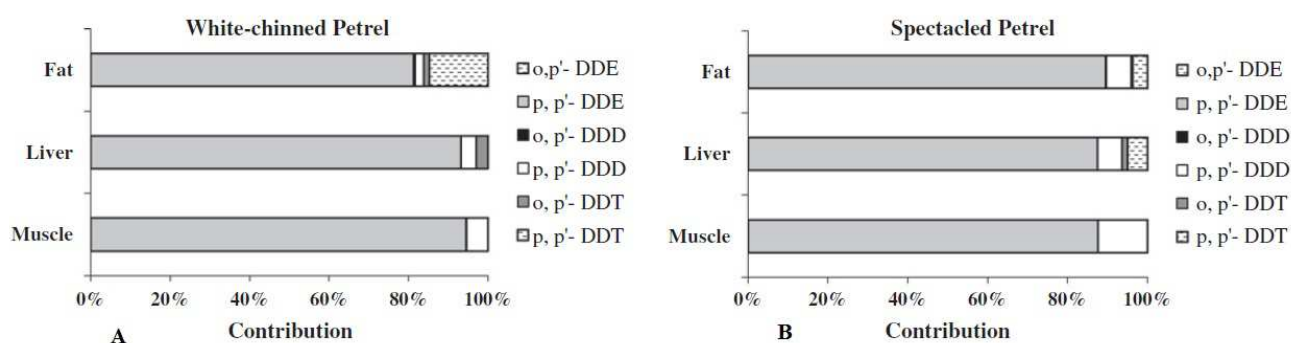 White-chinned Petrel
Fat
Liver
Muscle
0% 20% 40% 60% 80% 100%
Contribution
A
o,p'- DDE
p, p'- DDE
o, p'- DDD
p, p'- DDD
o, p'- DDT
p, p'- DDT
Spectacled Petrel
Fat
Liver
Muscle
0% 20% 40% 60% 80% 100%
Contribution
B
o,p'- DDE
p, p'- DDE
o, p'- DDD
p, p'- DDD
o, p'- DDT
p, p'- DDT